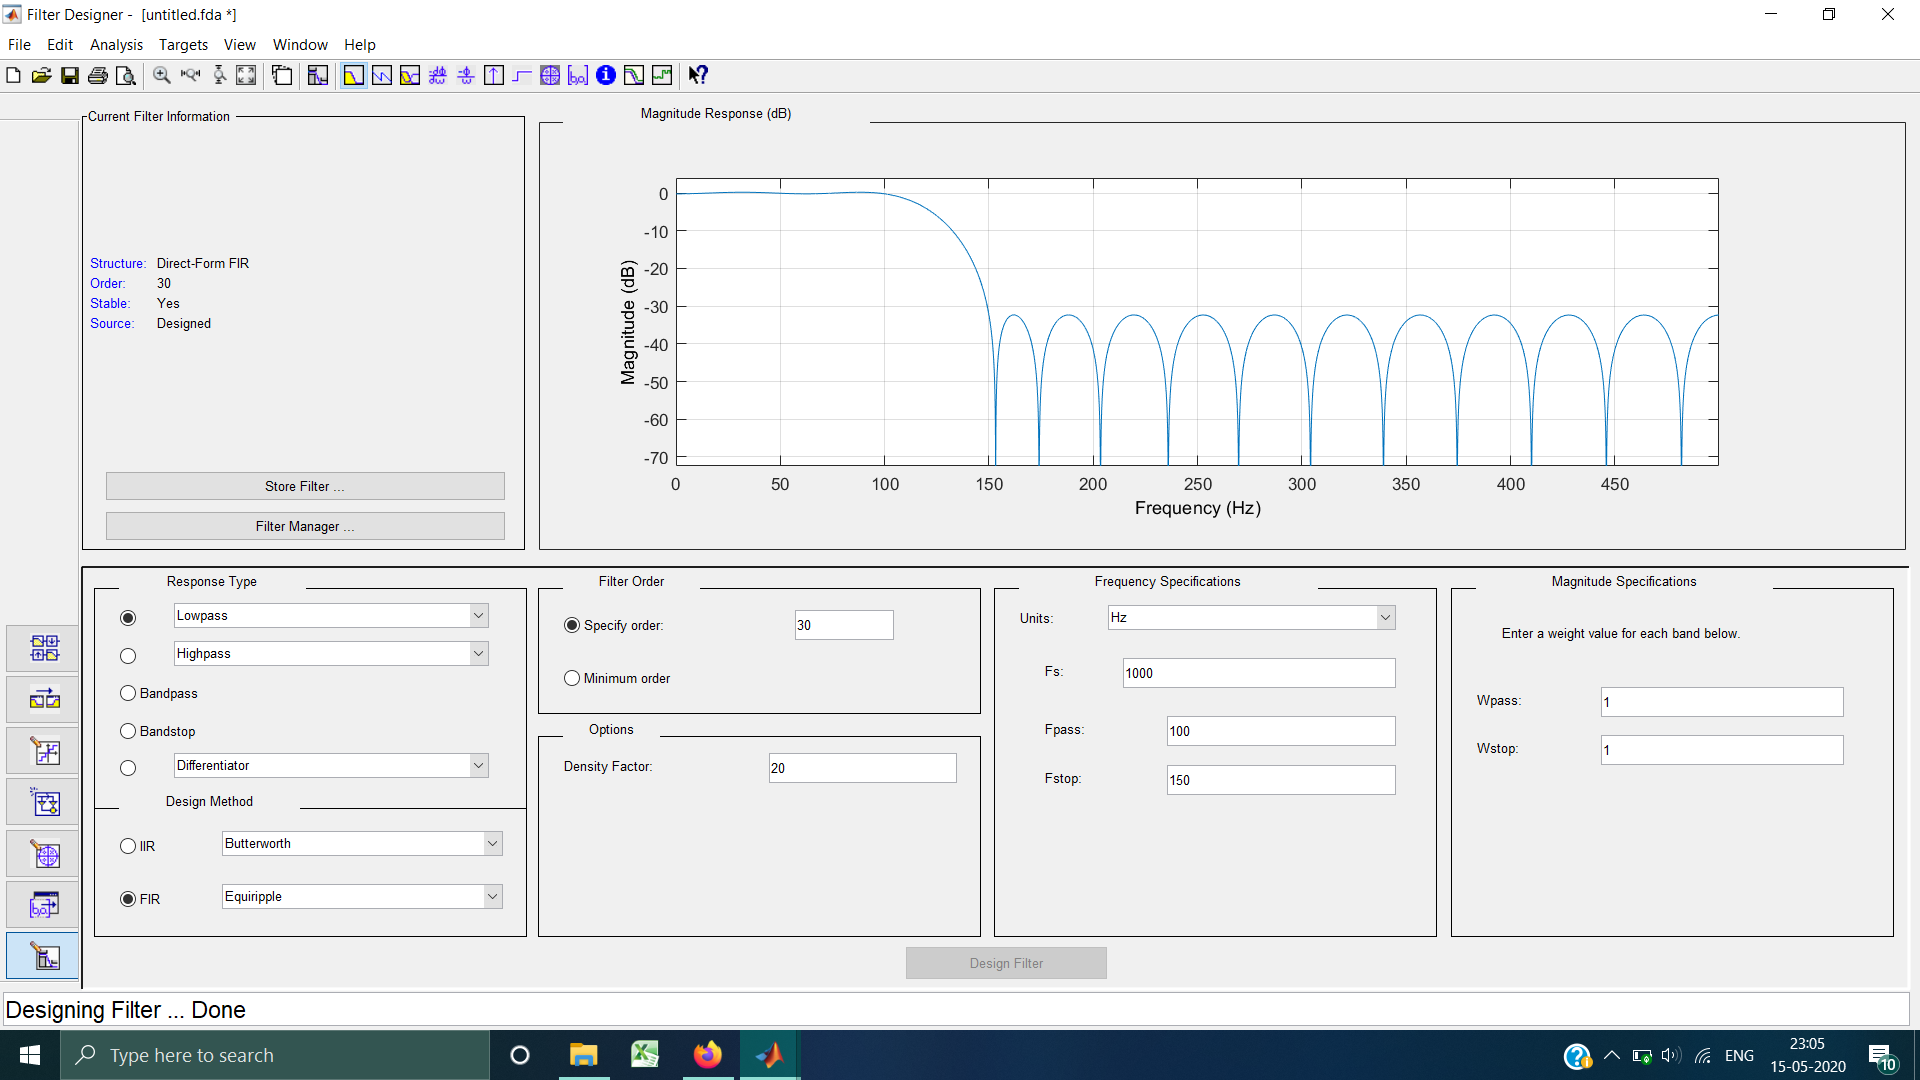 Filter Designer - [untitled.fda *]
File Edit Analysis Targets View Window Help
Current Filter Information
Structure: Direct-Form FIR
Order: 30
Stable: Yes
Source: Designed
Store Filter ...
Filter Manager ...
Magnitude Response (dB)
0
-10
-20
-30
-40
-50
-60
-70
Magnitude (dB)
0 50 100 150 200 250 300 350 400 450
Frequency (Hz)
Response Type
Lowpass
Highpass
Bandpass
Bandstop
Differentiator
Design Method
IIR Butterworth
FIR Equiripple
Filter Order
Specify order: 30
Minimum order
Options
Density Factor: 20
Frequency Specifications
Units: Hz
Fs: 1000
Fpass: 100
Fstop: 150
Magnitude Specifications
Enter a weight value for each band below.
Wpass: 1
Wstop: 1
Design Filter
Designing Filter ... Done
Type here to search
ENG
23:05
15-05-2020
10